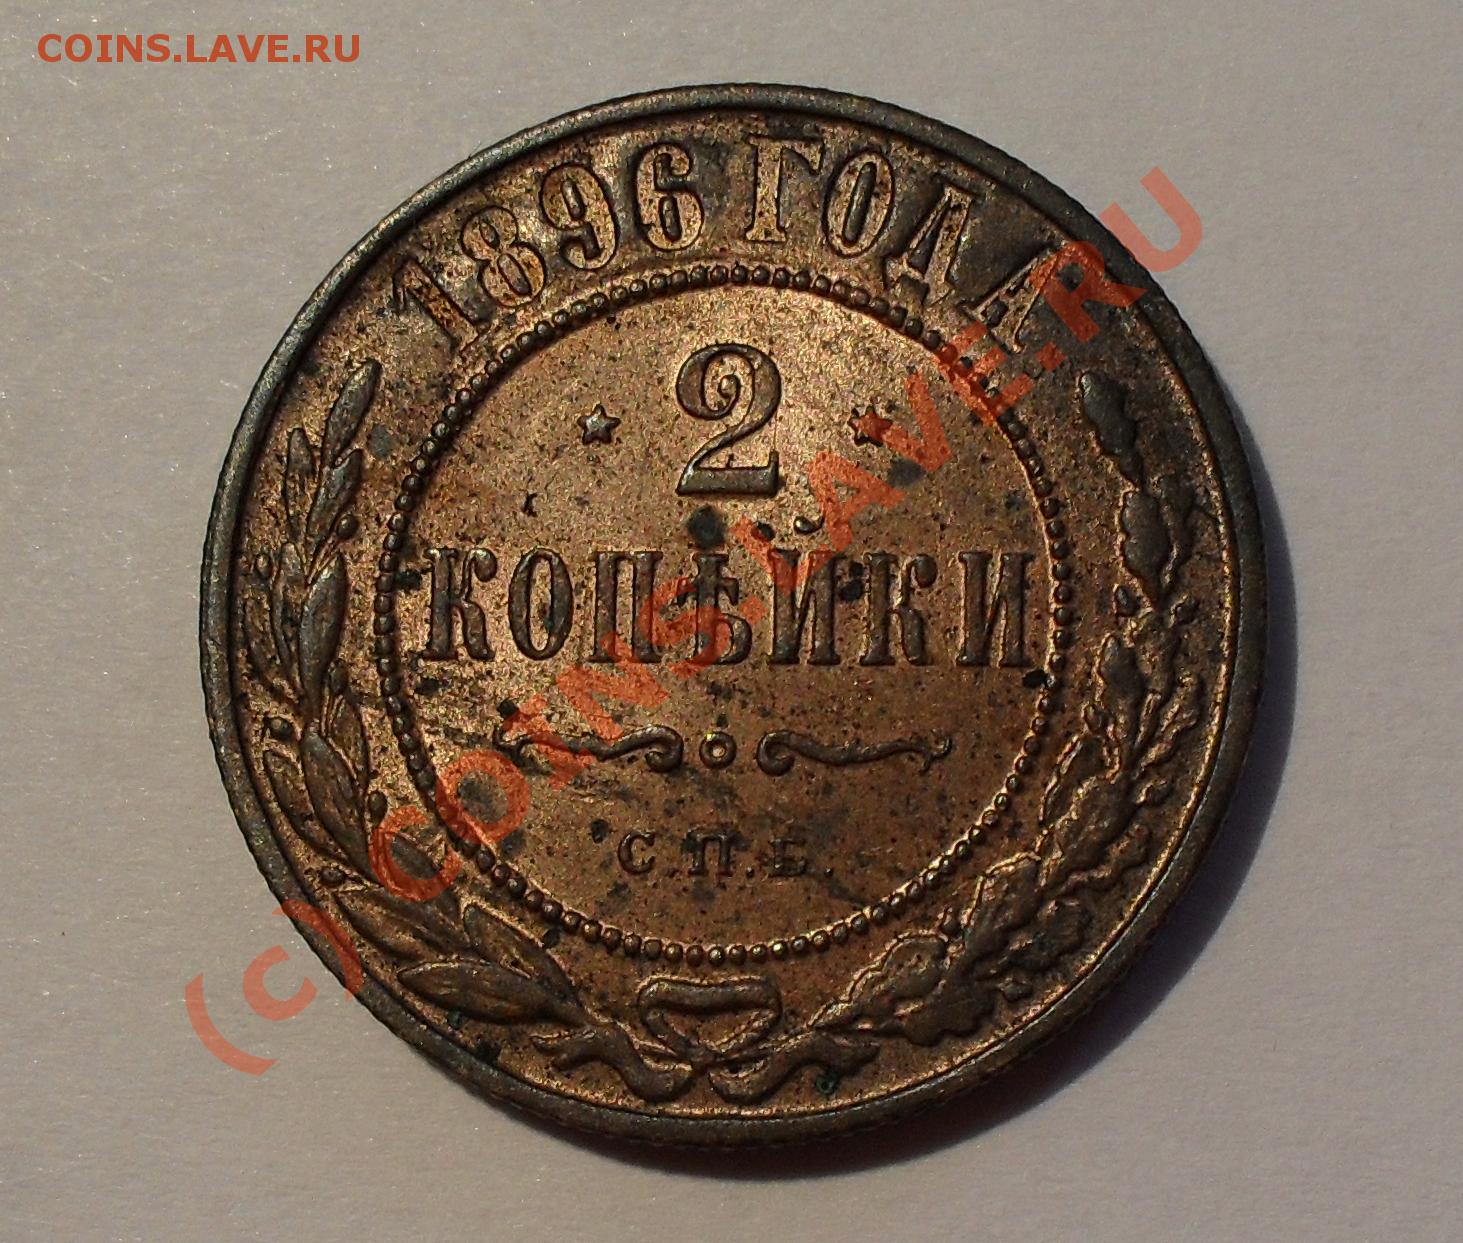 COINS.LAVE.RU
1896 ГОДА
2
КОПѢЙКИ
С.П.Б.
(c) COINS.LAVE.RU